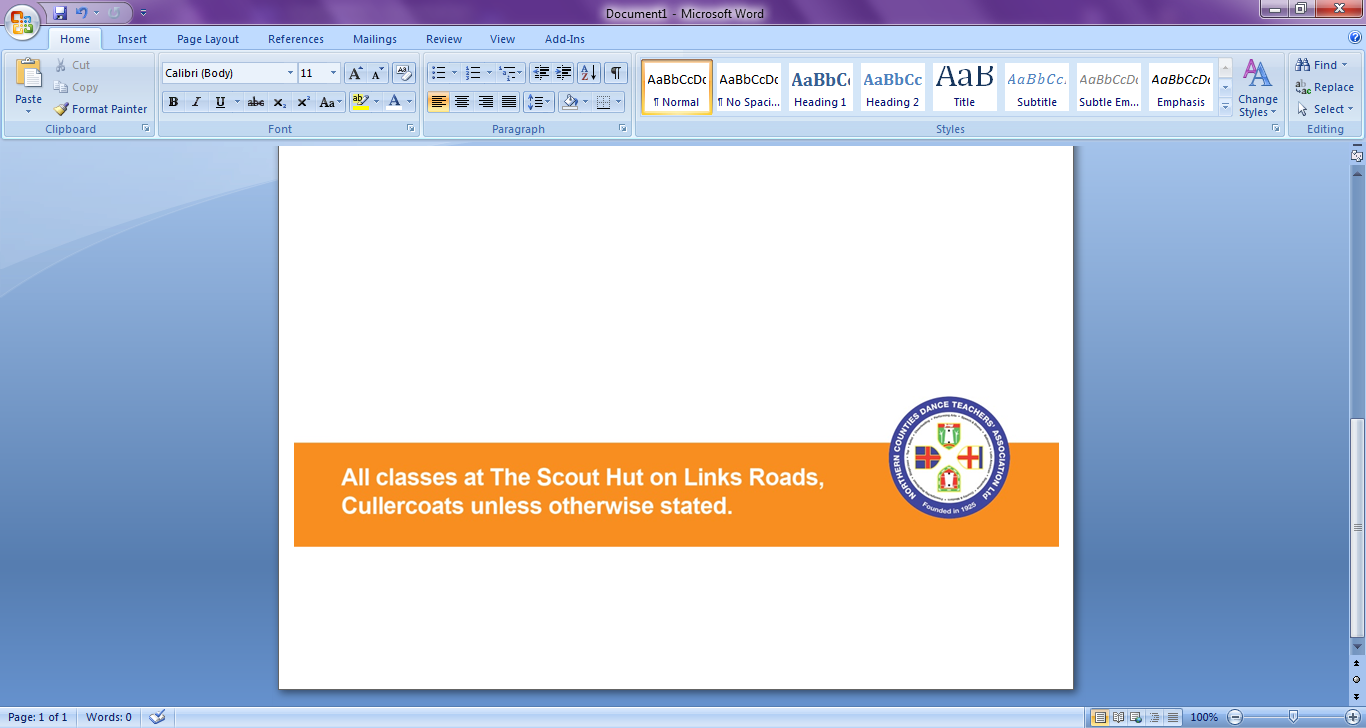 Document1 - Microsoft Word
Home Insert Page Layout References Mailings Review View Add-Ins
Paste
Cut
Copy
Format Painter
Clipboard
Calibri (Body) 11
B I U abc X₂ X² Aa
Font
Paragraph
AaBbCcDc AaBbCcDc AaBbCc AaBbCc AaB AaBbCc. AaBbCcDc AaBbCcDc
¶ Normal ¶ No Spaci... Heading 1 Heading 2 Title Subtitle Subtle Em... Emphasis
Change Styles
Styles
Find
Replace
Select
Editing
All classes at The Scout Hut on Links Roads,
Cullercoats unless otherwise stated.
NORTHERN COUNTIES DANCE TEACHERS' ASSOCIATION LTD
Founded in 1925
Page: 1 of 1 Words: 0 100%